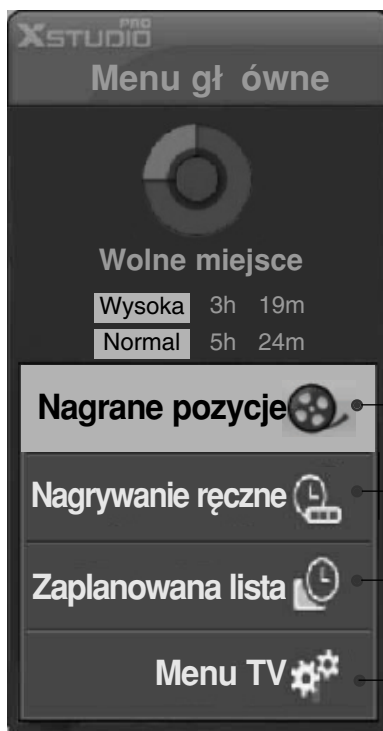 XSTUDIO PRO
Menu gł ówne
Wolne miejsce
Wysoka 3h 19m
Normal 5h 24m
Nagrane pozycje
Nagrywanie ręczne
Zaplanowana lista
Menu TV